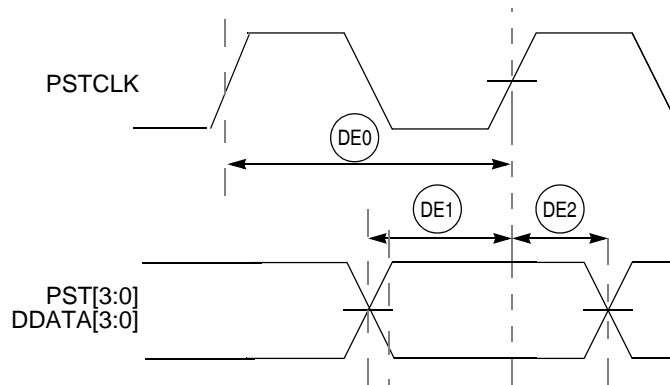 PSTCLK
DE0
DE1
DE2
PST[3:0]
DDATA[3:0]